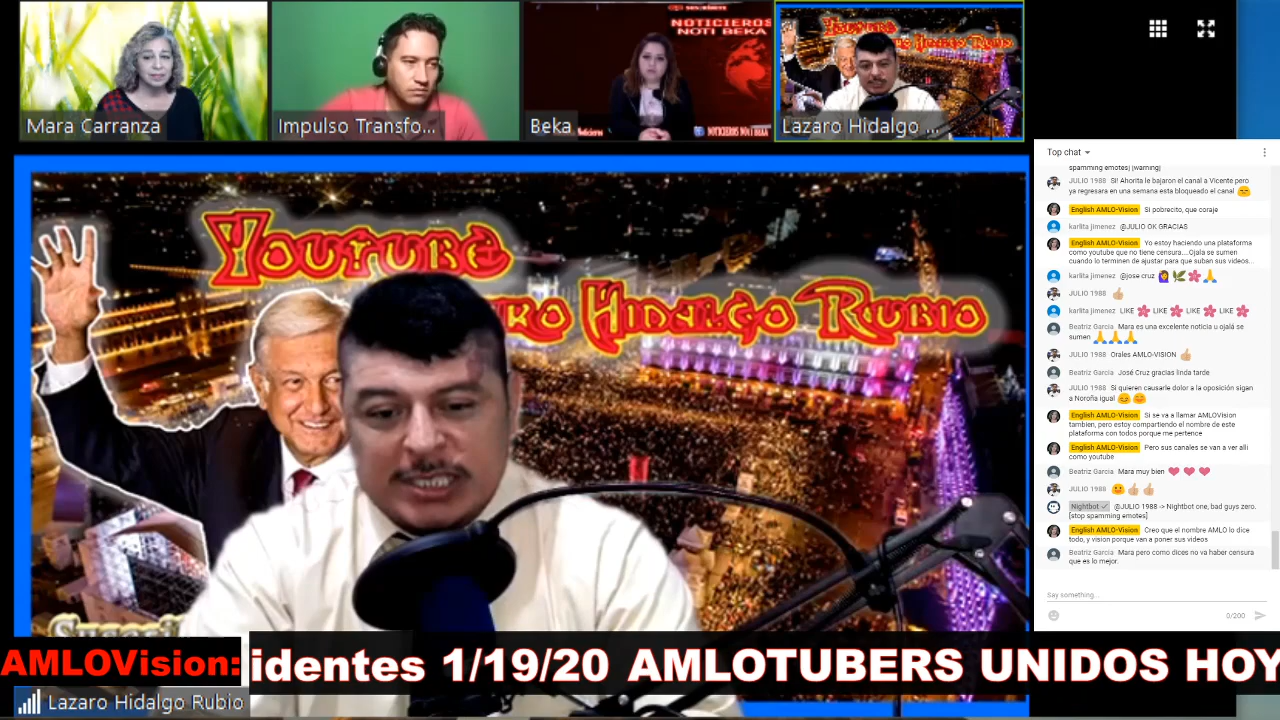 NOTICIEROS
NOTI BEKA
Mara Carranza
Impulso Transfo...
Beka
NOTICIEROS NOTI BEKA
Youtube
Lazaro Hidalgo ...
Youtube
Hidalgo Rubio
Top chat
spamming emotes] [warning]
JULIO 1988 SI! Ahorita le bajaron el canal a Vicente pero
ya regresara en una semana esta bloqueado el canal 😊
English AMLO-Vision Si pobrecito, que coraje
karlita jimenez @JULIO OK GRACIAS
English AMLO-Vision Yo estoy haciendo una plataforma
como youtube que no tiene censura....Ojala se sumen
cuando lo terminen de ajustar para que suban sus videos...
karlita jimenez @jose cruz 🙋‍♀️🌿🌸🙏
JULIO 1988 👍🏼
karlita jimenez LIKE 🌸 LIKE 🌸 LIKE 🌸 LIKE 🌸
Beatriz Garcia Mara es una excelente noticia u ojalá se
sumen 🙏🙏🙏
JULIO 1988 Orales AMLO-VISION 👍🏼
Beatriz Garcia José Cruz gracias linda tarde
JULIO 1988 Si quieren causarle dolor a la oposición sigan
a Noroña igual 😊 😊
English AMLO-Vision Si se va a llamar AMLOVision
tambien, pero estoy compartiendo el nombre de este
plataforma con todos porque me pertence
English AMLO-Vision Pero sus canales se van a ver alli
como youtube
Beatriz Garcia Mara muy bien ❤ ❤ ❤
JULIO 1988 🙂👍🏼👍🏼
Nightbot ✓ @JULIO 1988 -> Nightbot one, bad guys zero.
[stop spamming emotes]
English AMLO-Vision Creo que el nombre AMLO lo dice
todo, y vision porque van a poner sus videos
Beatriz Garcia Mara pero como dices no va haber censura
que es lo mejor.
Say something...
0/200
AMLOVision: identes 1/19/20 AMLOTUBERS UNIDOS HOY
Lazaro Hidalgo Rubio